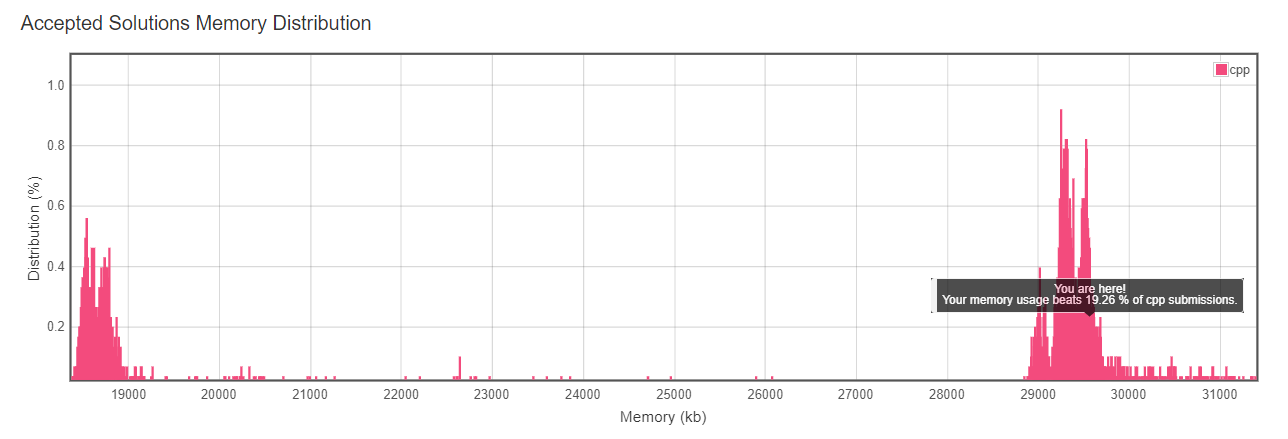 Accepted Solutions Memory Distribution
cpp
1.0
0.8
0.6
0.4
0.2
Distribution (%)
You are here!
Your memory usage beats 19.26 % of cpp submissions.
19000 20000 21000 22000 23000 24000 25000 26000 27000 28000 29000 30000 31000
Memory (kb)